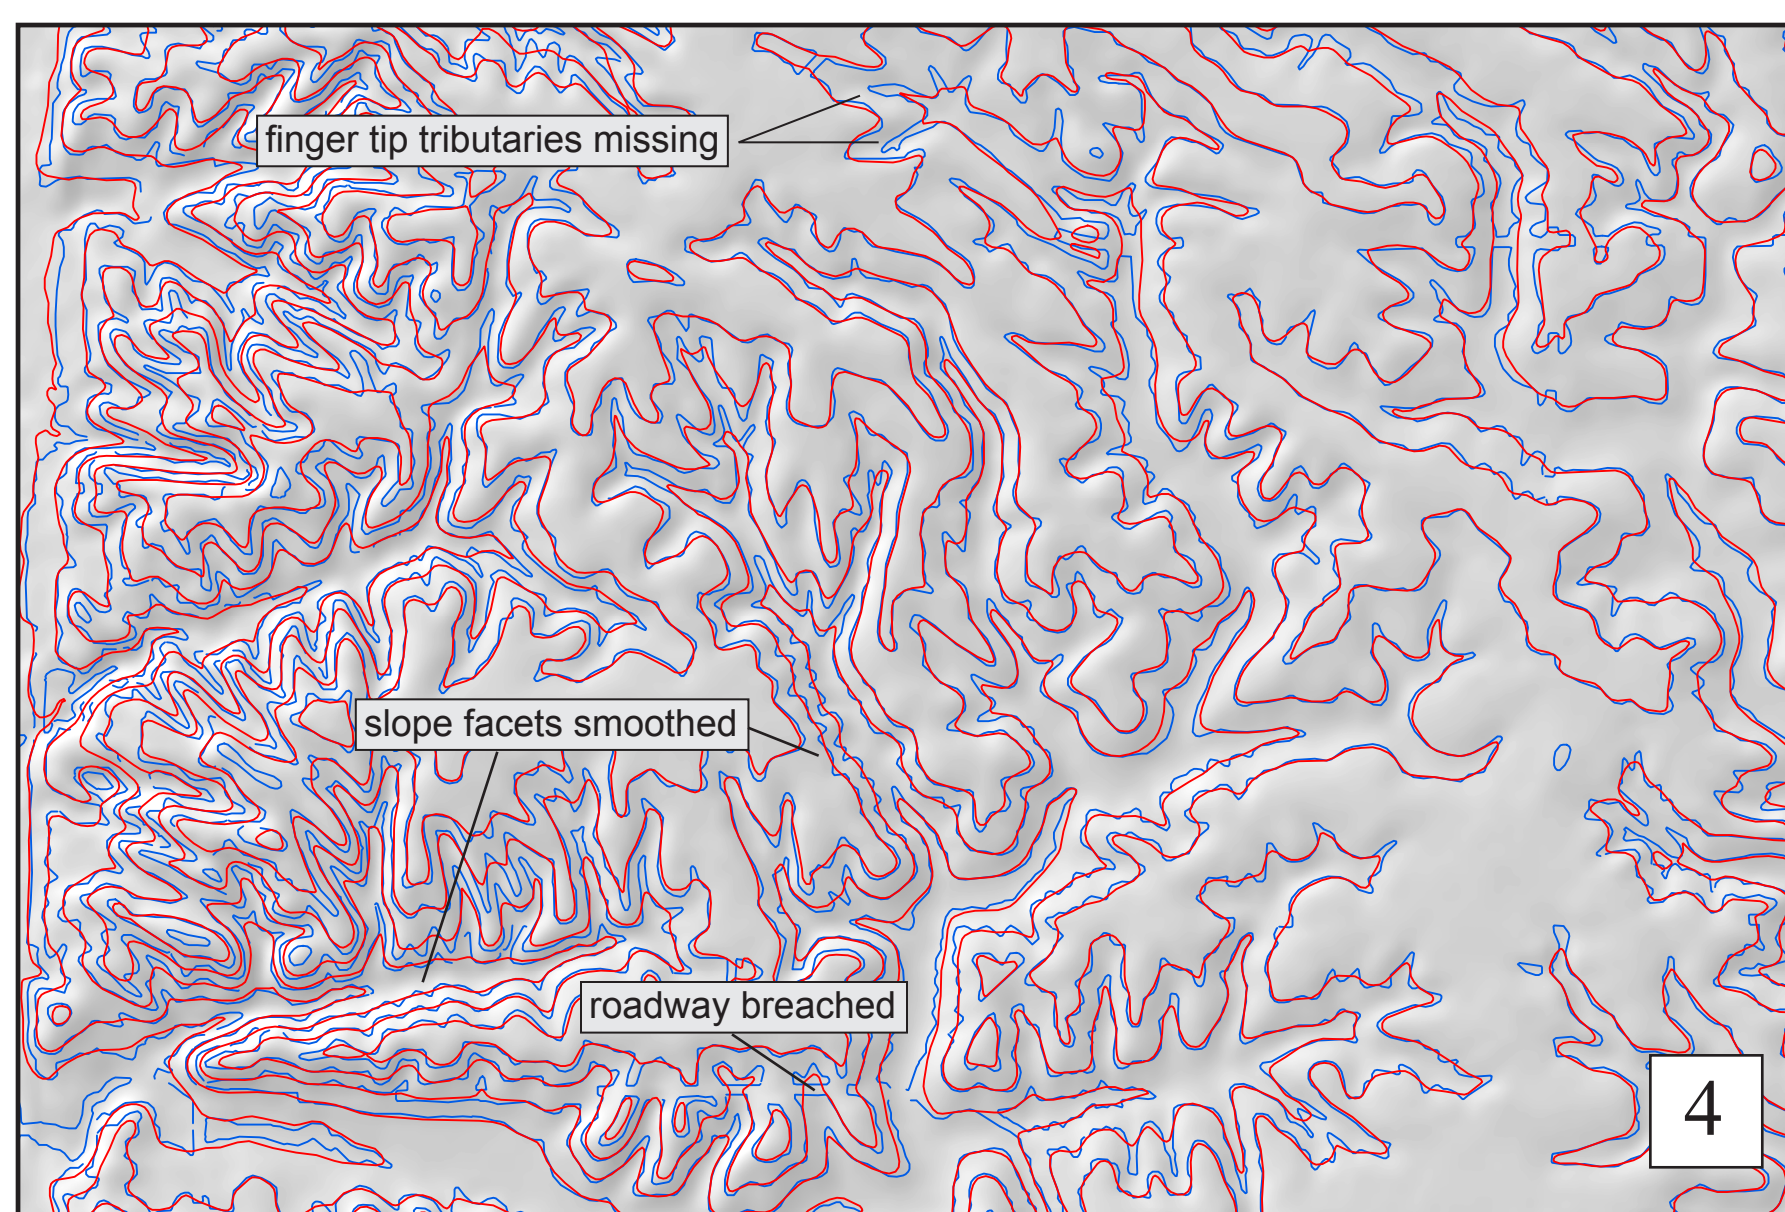 finger tip tributaries missing
slope facets smoothed
roadway breached
4